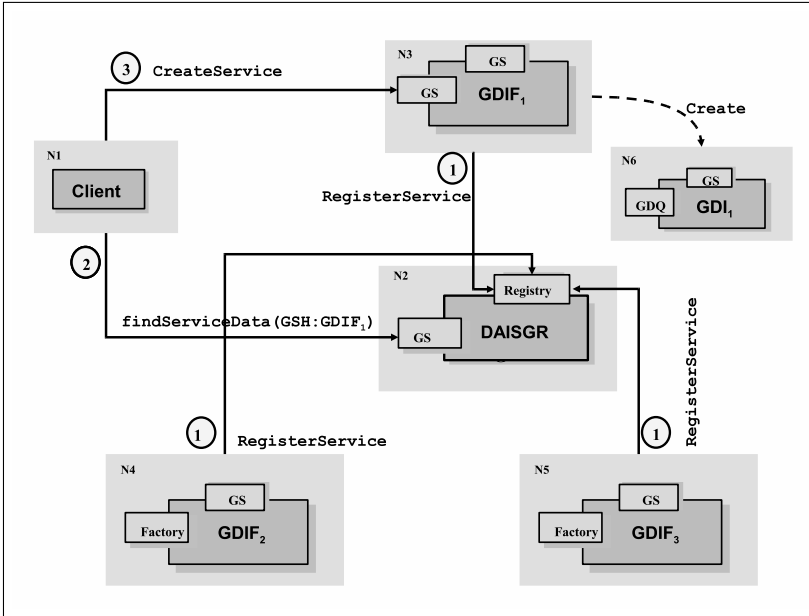 3
CreateService
N3
GS
GS
GDIF1
Create
N1
Client
1
RegisterService
N6
GS
GDQ
GDI1
2
N2
Registry
findServiceData(GSH:GDIF1)
GS
DAISGR
RegisterService
1
RegisterService
1
N4
GS
Factory
GDIF2
N5
GS
Factory
GDIF3